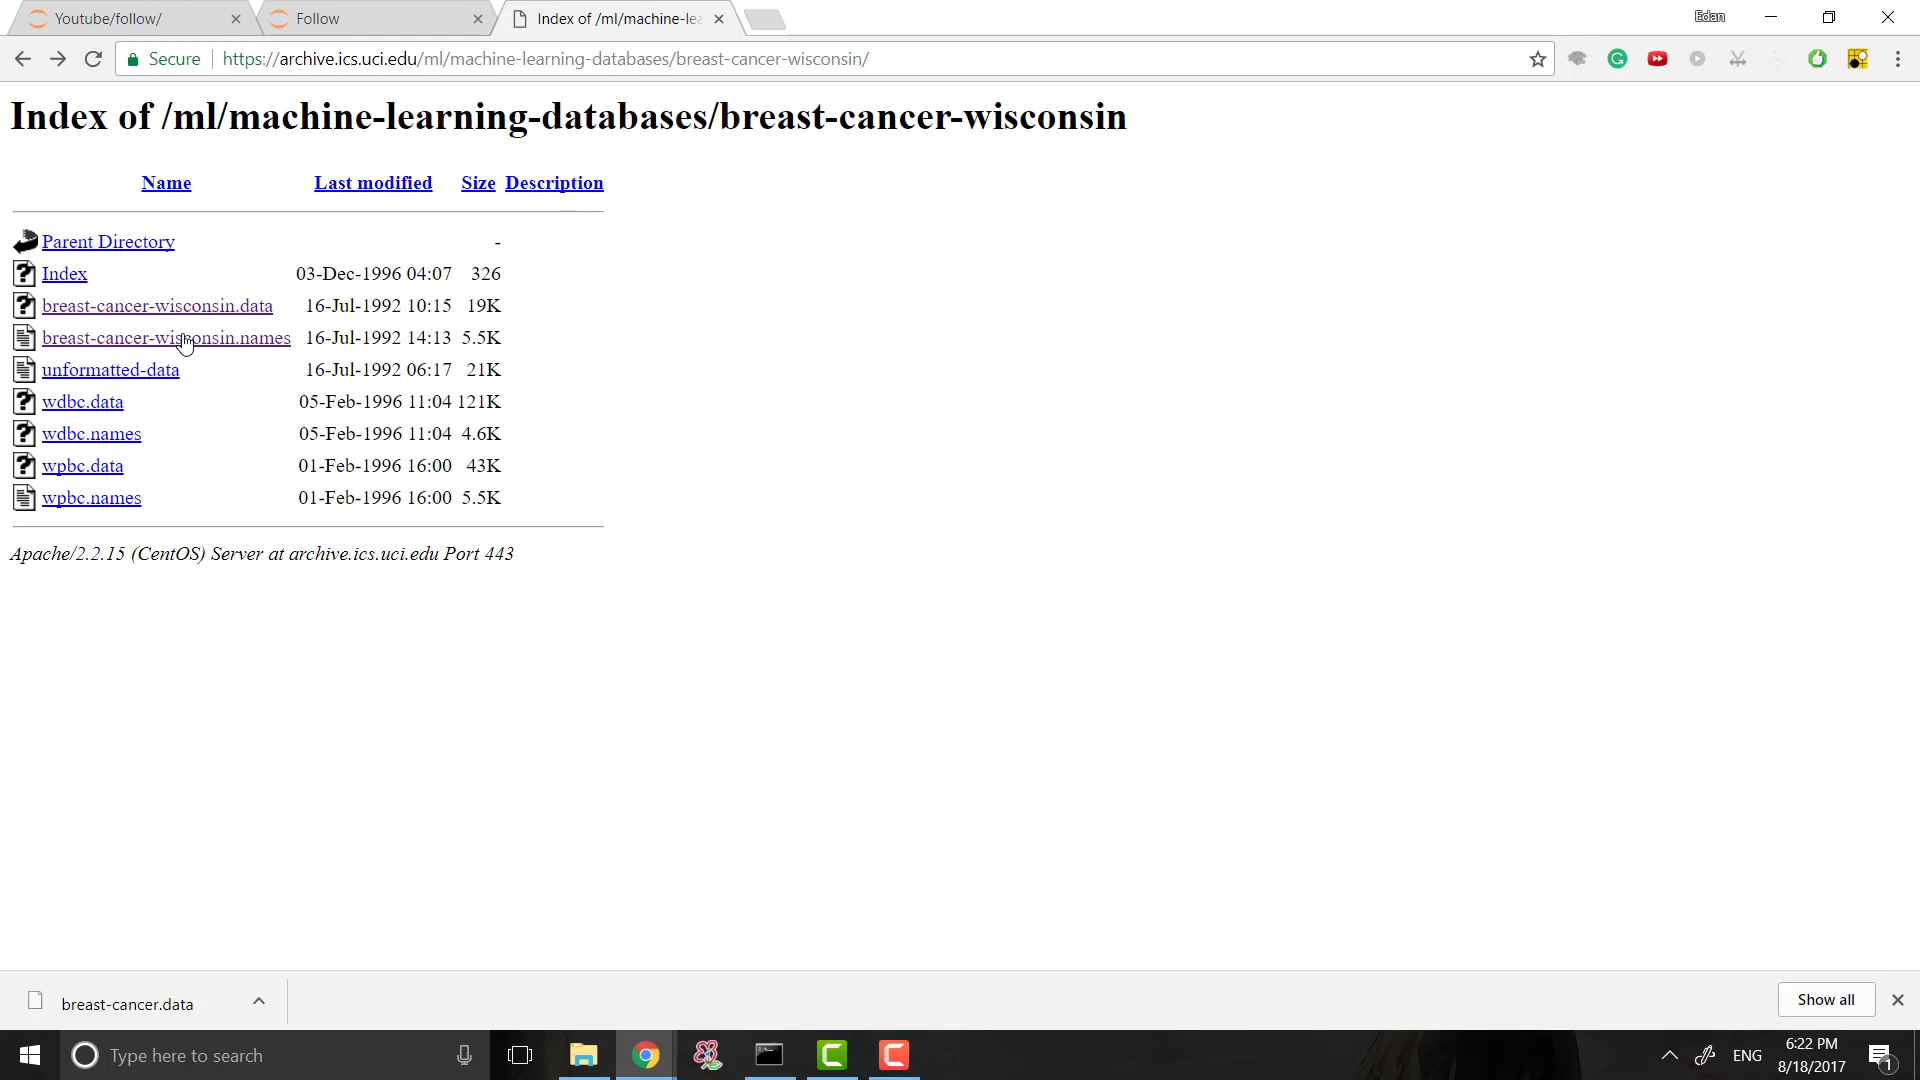 Youtube/follow/
Follow
Index of /ml/machine-le
Edan
Secure
https://archive.ics.uci.edu/ml/machine-learning-databases/breast-cancer-wisconsin/
Index of /ml/machine-learning-databases/breast-cancer-wisconsin
Name Last modified Size Description
Parent Directory -
Index 03-Dec-1996 04:07 326
breast-cancer-wisconsin.data 16-Jul-1992 10:15 19K
breast-cancer-wisconsin.names 16-Jul-1992 14:13 5.5K
unformatted-data 16-Jul-1992 06:17 21K
wdbc.data 05-Feb-1996 11:04 121K
wdbc.names 05-Feb-1996 11:04 4.6K
wpbc.data 01-Feb-1996 16:00 43K
wpbc.names 01-Feb-1996 16:00 5.5K
Apache/2.2.15 (CentOS) Server at archive.ics.uci.edu Port 443
breast-cancer.data
Show all
Type here to search
ENG
6:22 PM
8/18/2017
1